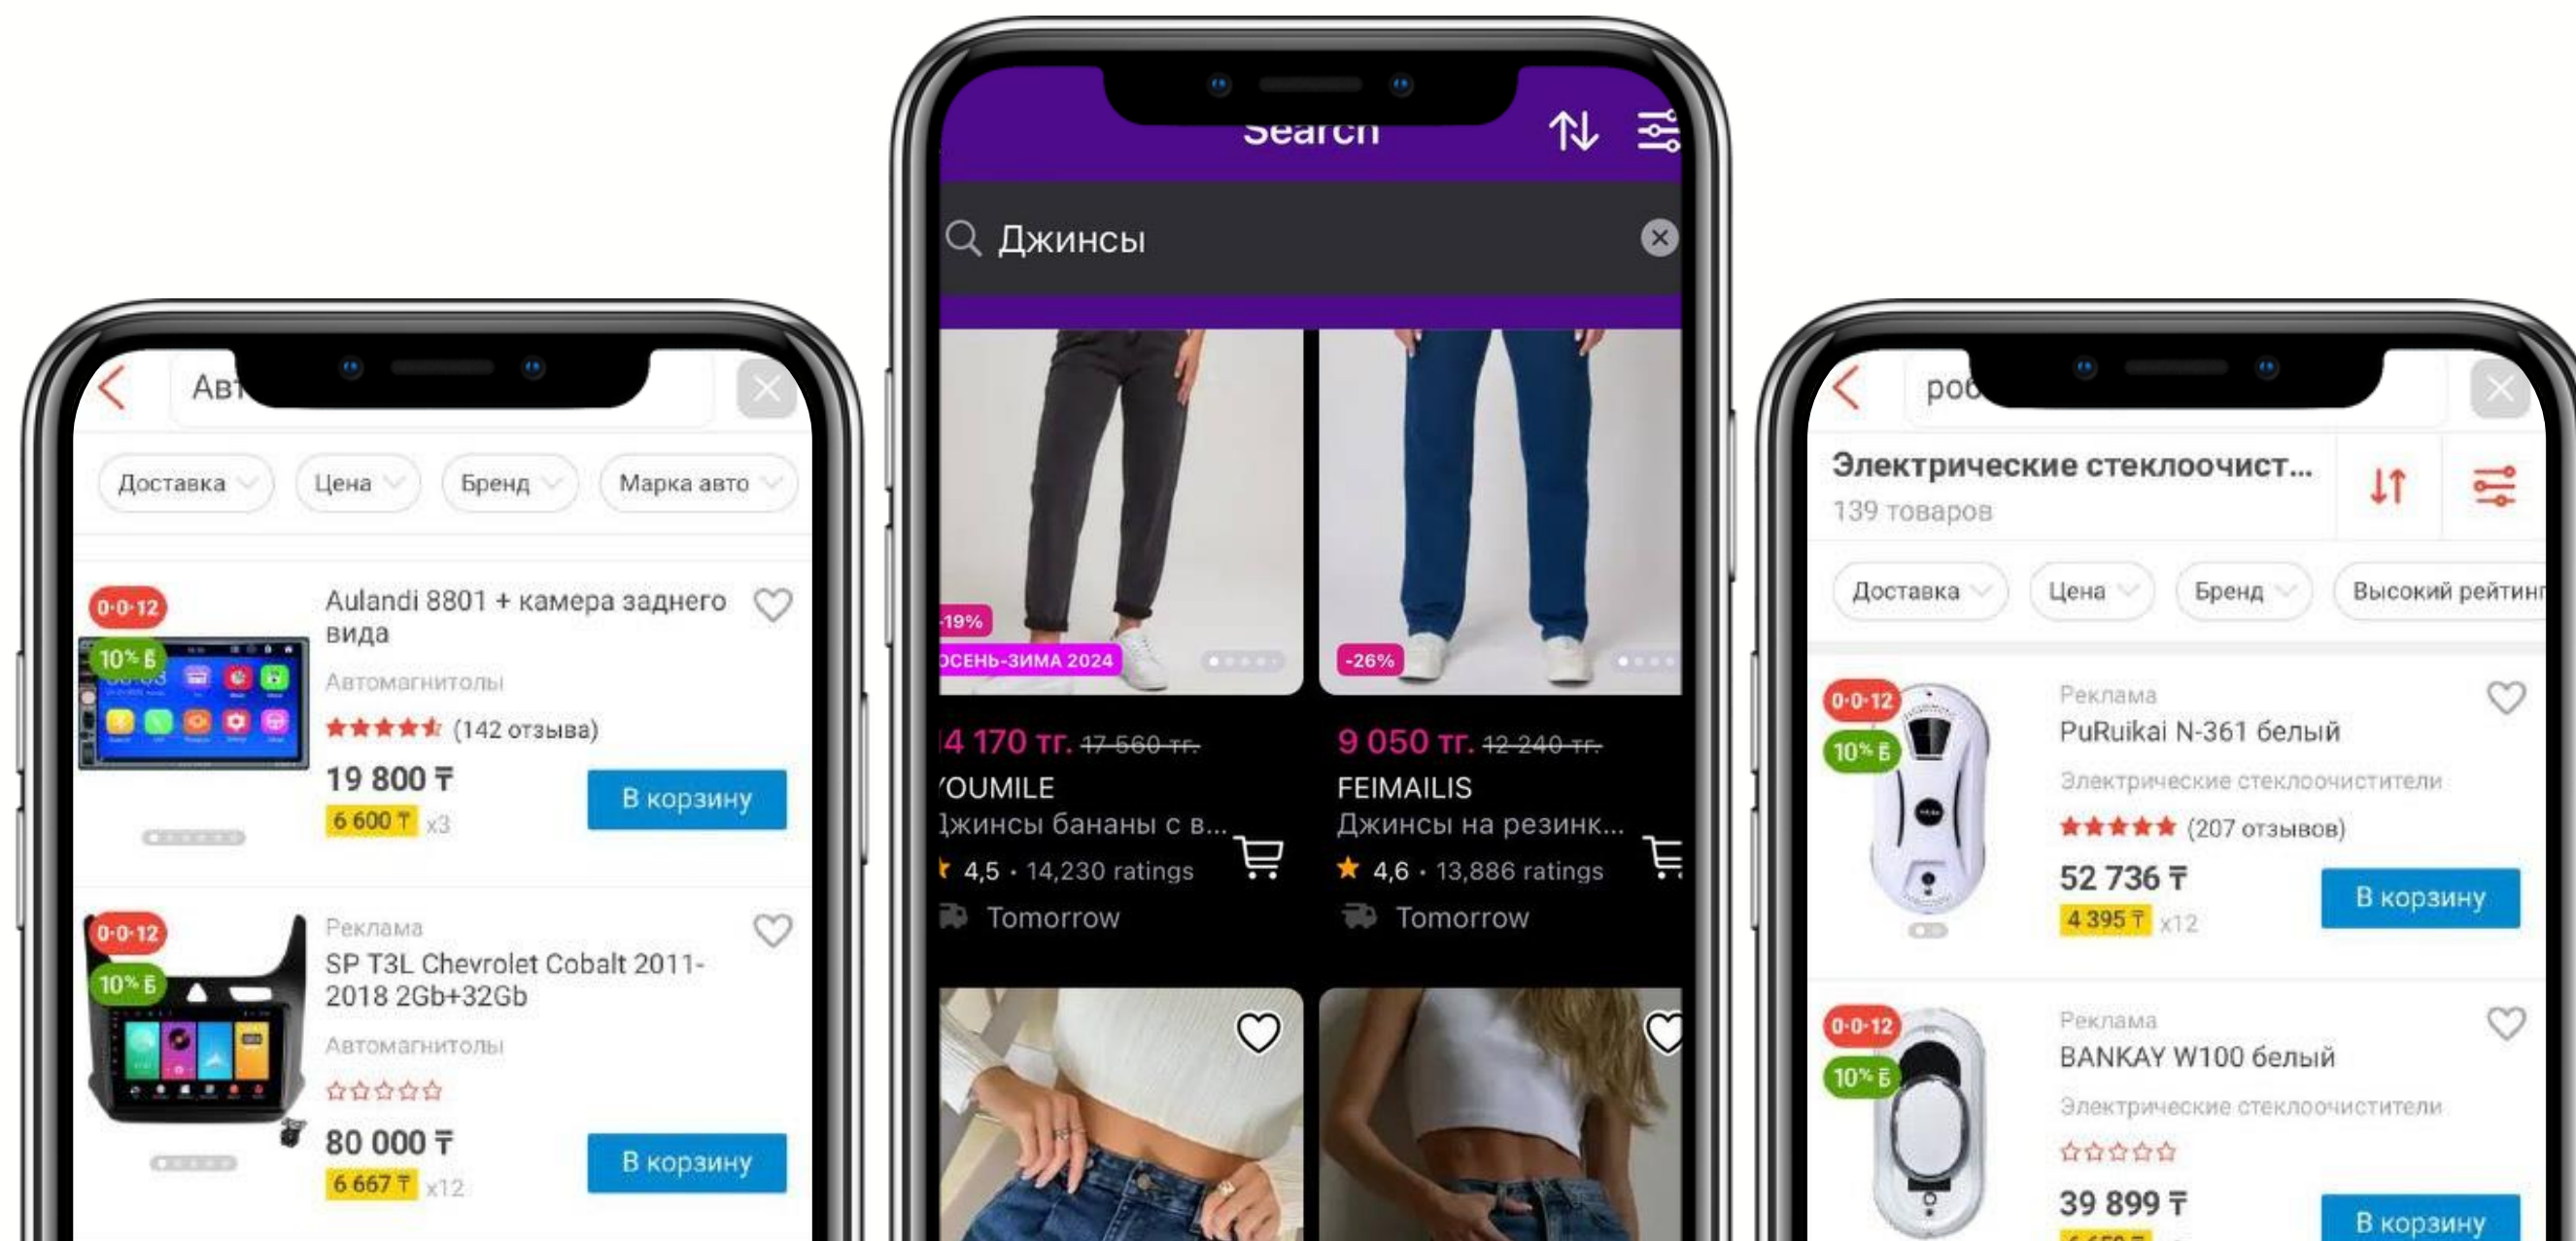 Доставка
Цена
Бренд
Марка авто
0·0·12
10% Б
Aulandi 8801 + камера заднего
вида
Автомагнитолы
(142 отзыва)
19 800 ₸
6 600 ₸ x3
В корзину
0·0·12
10% Б
Реклама
SP T3L Chevrolet Cobalt 2011-
2018 2Gb+32Gb
Автомагнитолы
80 000 ₸
6 667 ₸ x12
В корзину
Search
Джинсы
-19%
ОСЕНЬ-ЗИМА 2024
14 170 тг. 17 560 тг.
YOUMILE
Джинсы бананы с в...
4,5 · 14,230 ratings
Tomorrow
-26%
9 050 тг. 12 240 тг.
FEIMAILIS
Джинсы на резинк...
4,6 · 13,886 ratings
Tomorrow
роб
Электрические стеклоочист...
139 товаров
Доставка
Цена
Бренд
Высокий рейтинг
0·0·12
10% Б
Реклама
PuRuikai N-361 белый
Электрические стеклоочистители
(207 отзывов)
52 736 ₸
4 395 ₸ x12
В корзину
0·0·12
10% Б
Реклама
BANKAY W100 белый
Электрические стеклоочистители
39 899 ₸
В корзину